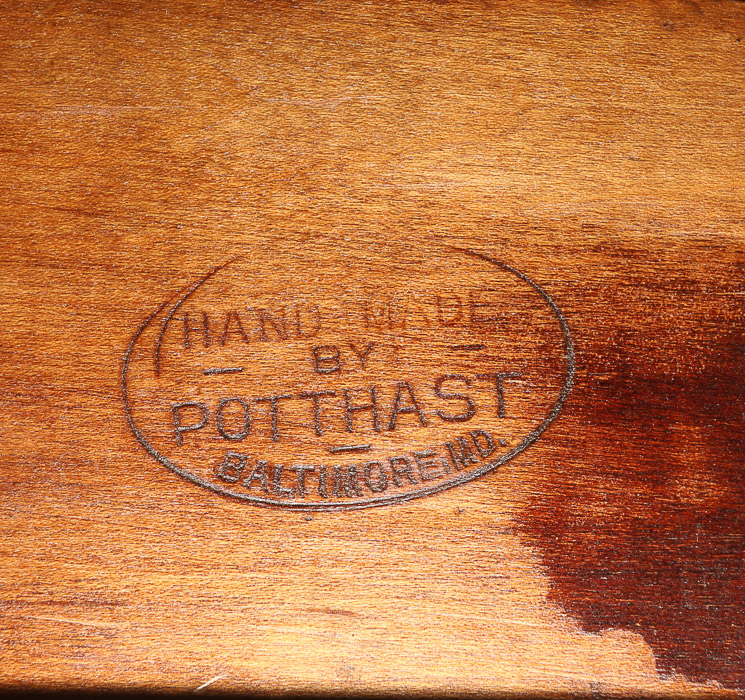 HAND MADE
BY
POTTHAST
BALTIMORE, MD.